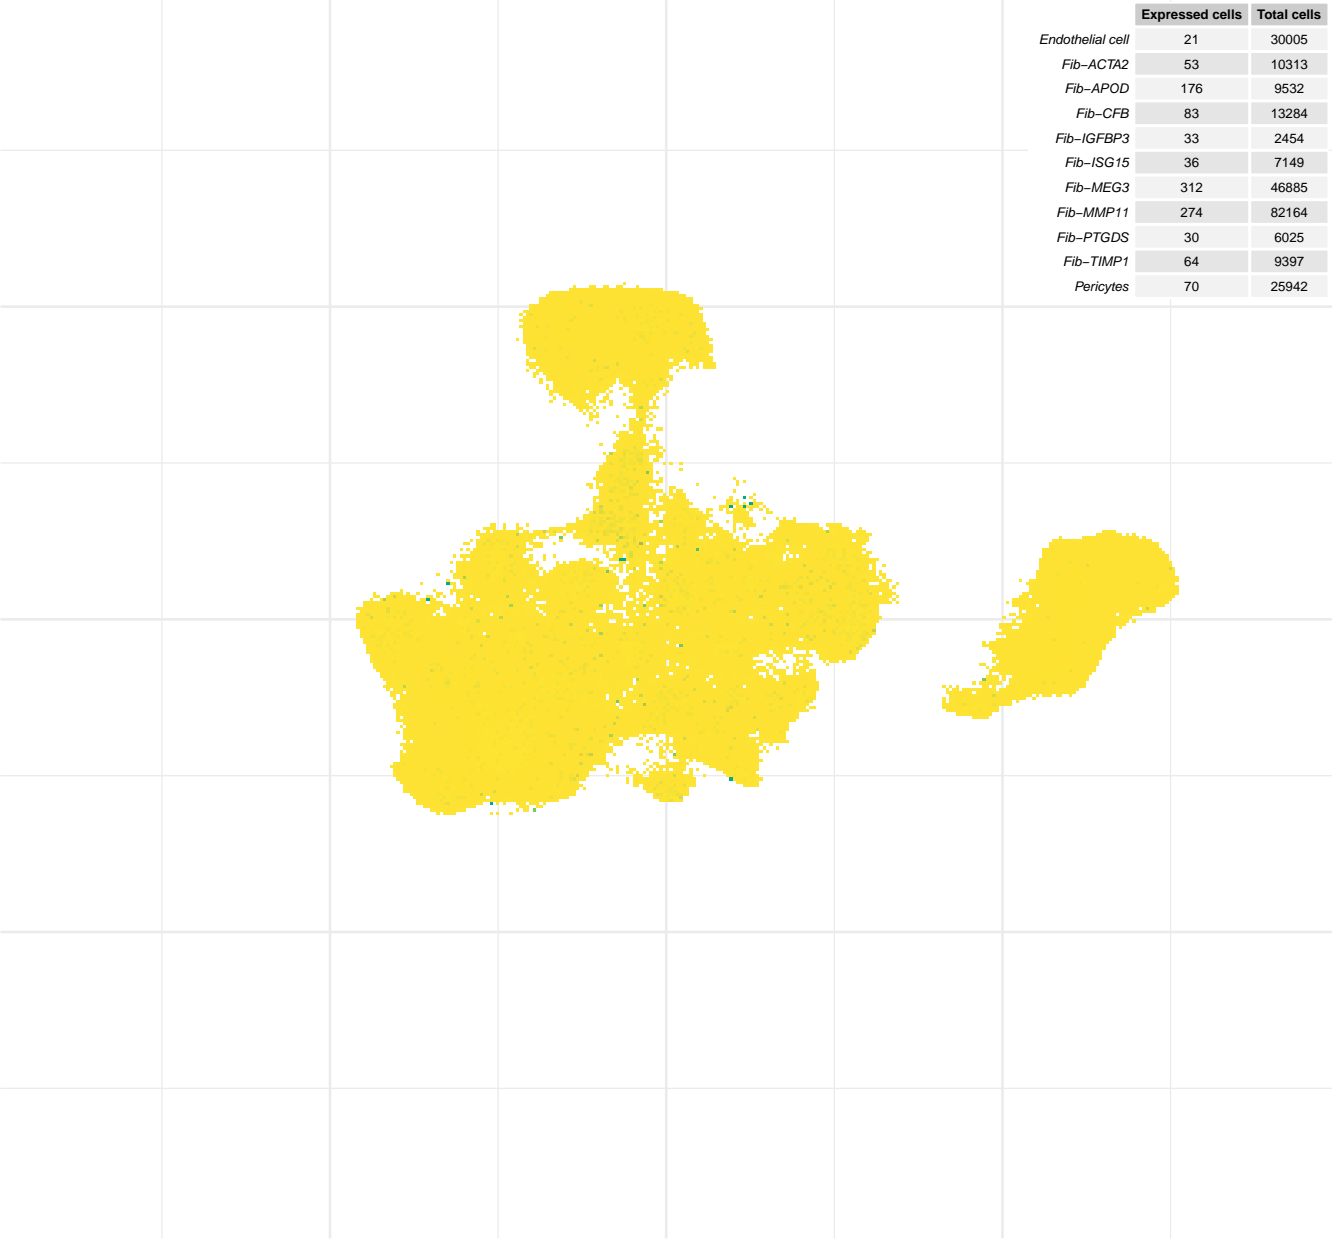 Expressed cells Total cells
Endothelial cell 21 30005
Fib−ACTA2 53 10313
Fib−APOD 176 9532
Fib−CFB 83 13284
Fib−IGFBP3 33 2454
Fib−ISG15 36 7149
Fib−MEG3 312 46885
Fib−MMP11 274 82164
Fib−PTGDS 30 6025
Fib−TIMP1 64 9397
Pericytes 70 25942